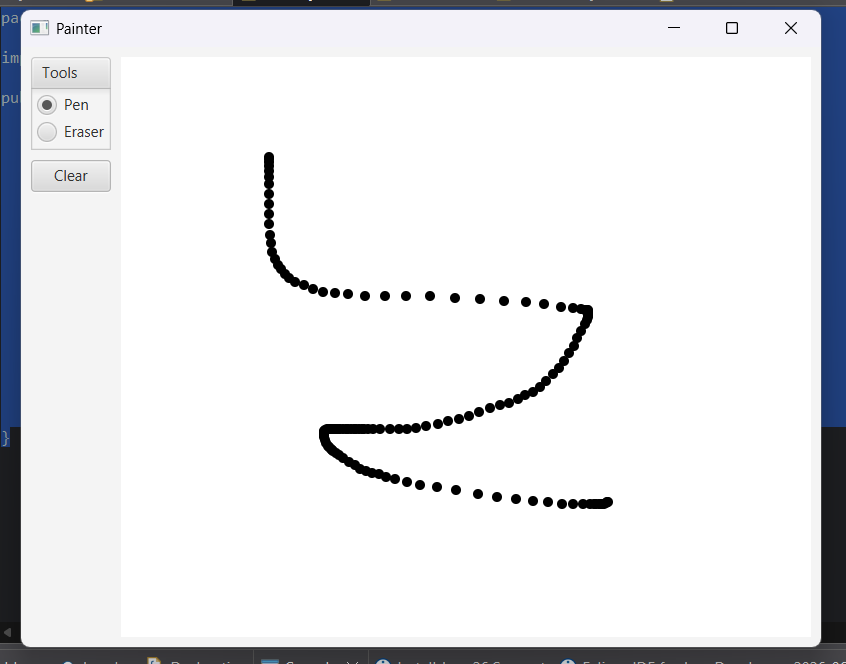 Painter
Tools
Pen
Eraser
Clear
}